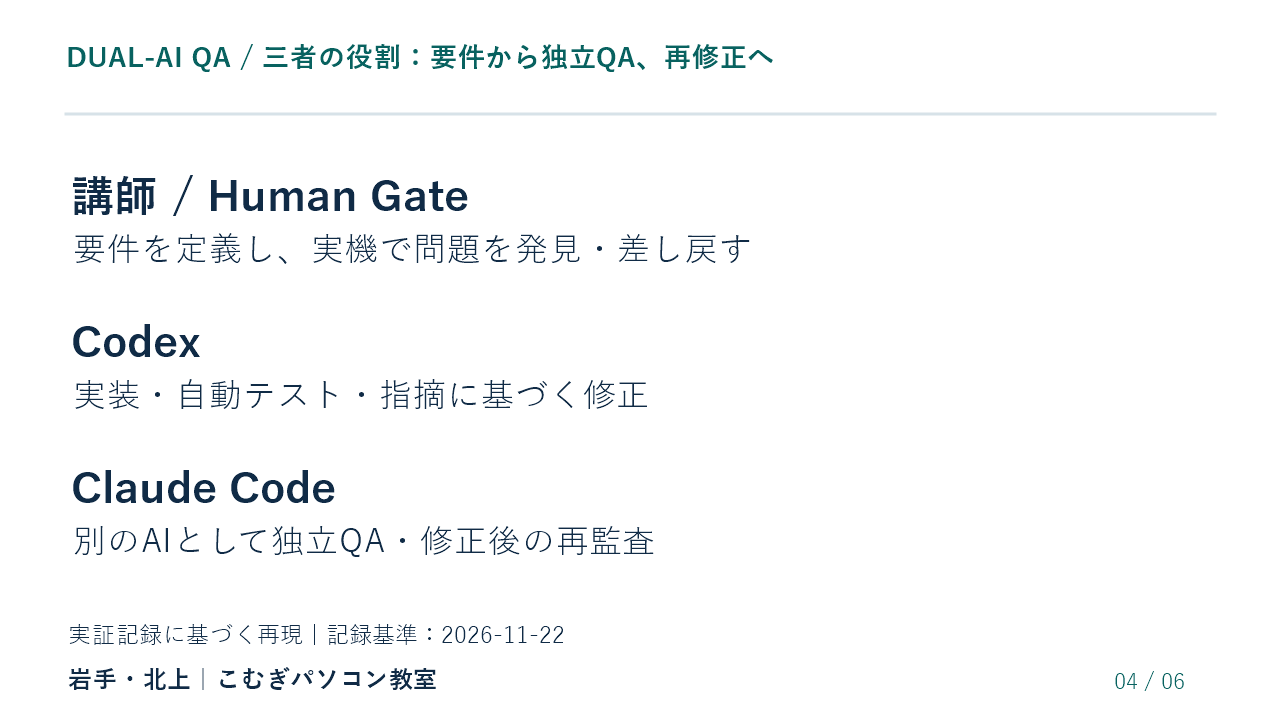 DUAL-AI QA / 三者の役割：要件から独立QA、再修正へ
講師 / Human Gate
要件を定義し、実機で問題を発見・差し戻す
Codex
実装・自動テスト・指摘に基づく修正
Claude Code
別のAIとして独立QA・修正後の再監査
実証記録に基づく再現｜記録基準：2026-11-22
岩手・北上｜こむぎパソコン教室
04 / 06